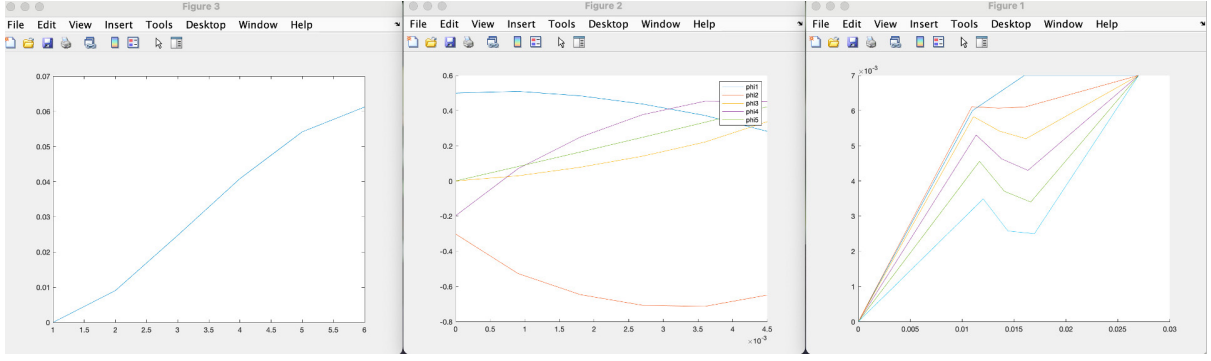 Figure 3
File Edit View Insert Tools Desktop Window Help
0.07
0.06
0.05
0.04
0.03
0.02
0.01
0
1 1.5 2 2.5 3 3.5 4 4.5 5 5.5 6
Figure 2
File Edit View Insert Tools Desktop Window Help
0.6
0.4
0.2
0
-0.2
-0.4
-0.6
-0.8
0 0.5 1 1.5 2 2.5 3 3.5 4 4.5
×10⁻³
phi1
phi2
phi3
phi4
phi5
Figure 1
File Edit View Insert Tools Desktop Window Help
×10⁻³
7
6
5
4
3
2
1
0
0 0.005 0.01 0.015 0.02 0.025 0.03